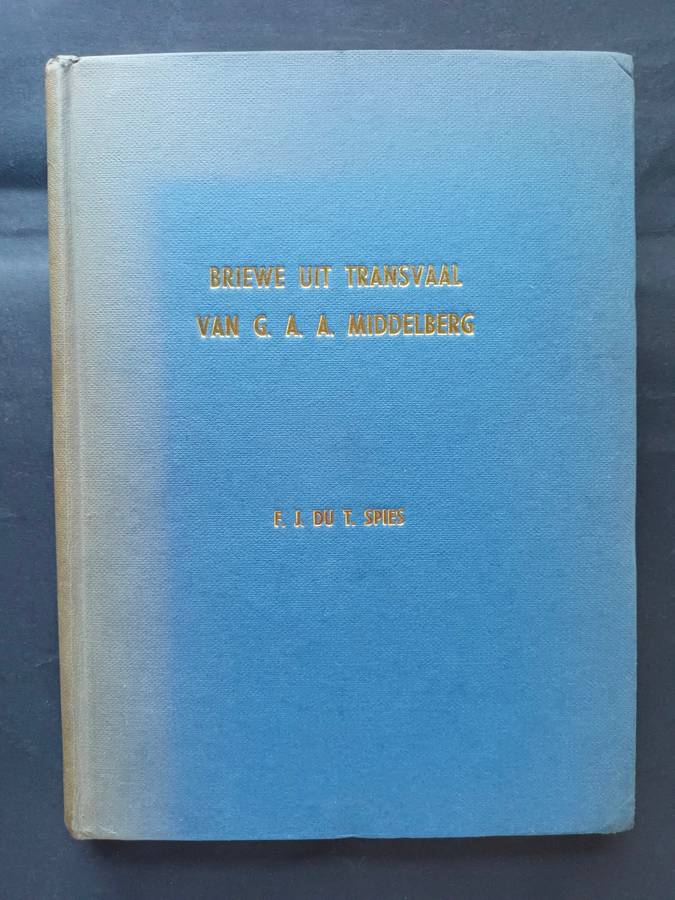 BRIEWE UIT TRANSVAAL
VAN G. A. A. MIDDELBERG
F. J. DU T. SPIES